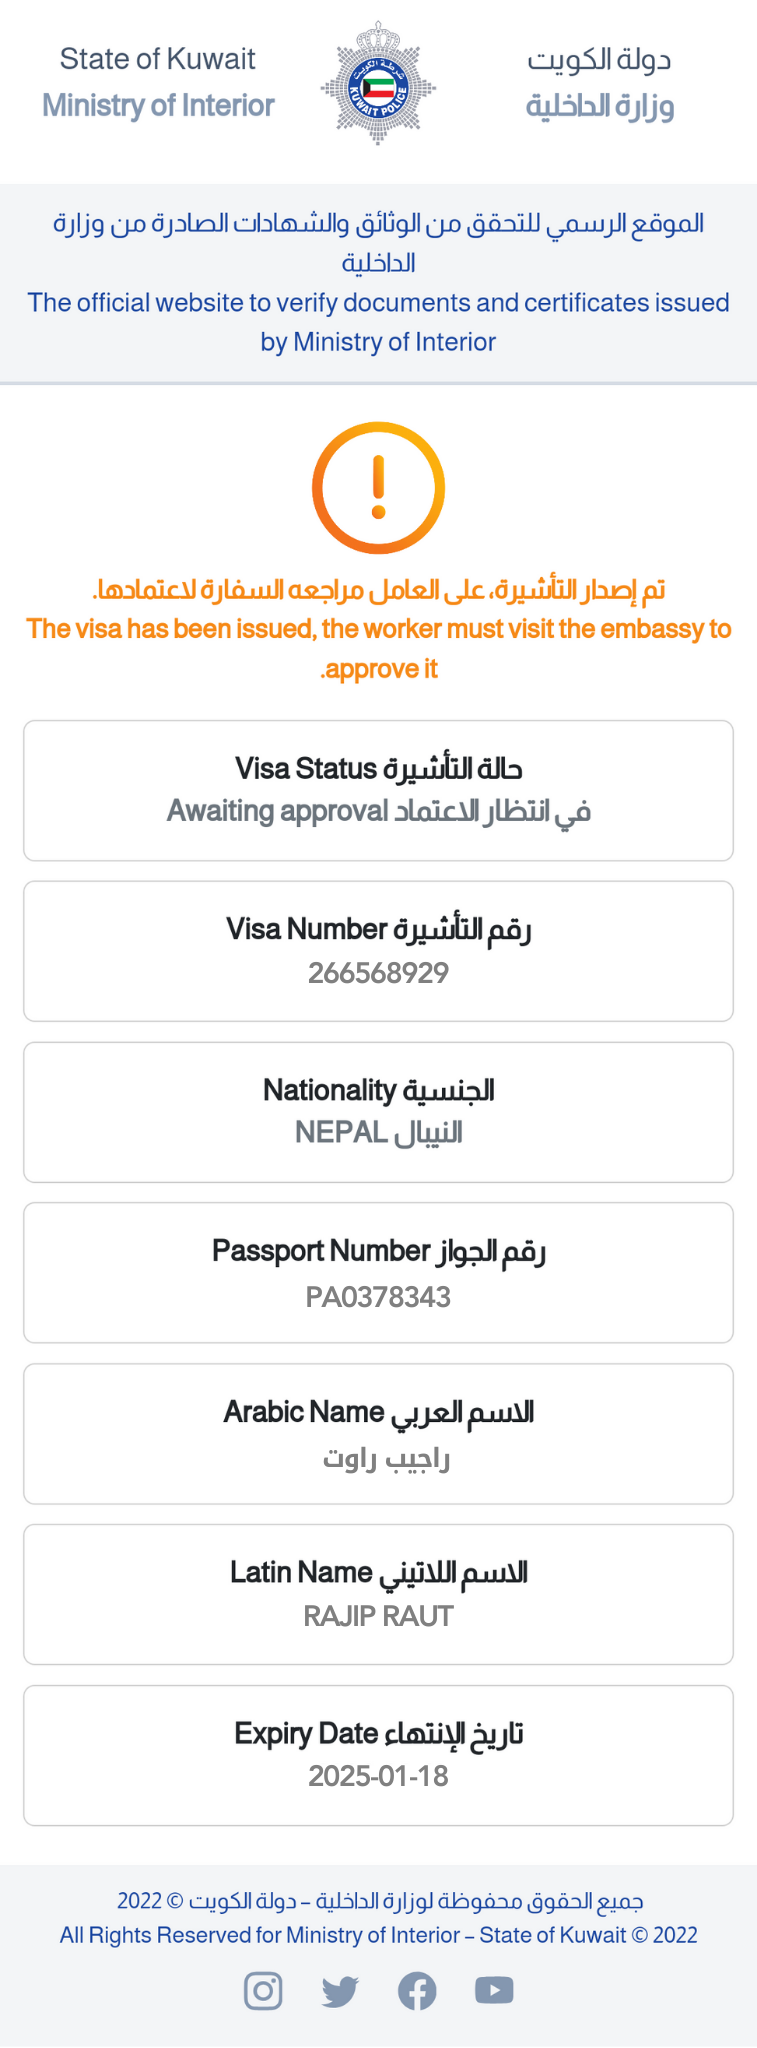 State of Kuwait
Ministry of Interior
شرطة الكويت
KUWAIT POLICE
دولة الكويت
وزارة الداخلية
الموقع الرسمي للتحقق من الوثائق والشهادات الصادرة من وزارة
الداخلية
The official website to verify documents and certificates issued
by Ministry of Interior
تم إصدار التأشيرة، على العامل مراجعه السفارة لاعتمادها.
The visa has been issued, the worker must visit the embassy to
.approve it
Visa Status حالة التأشيرة
Awaiting approval في انتظار الاعتماد
Visa Number رقم التأشيرة
266568929
Nationality الجنسية
NEPAL النيبال
Passport Number رقم الجواز
PA0378343
Arabic Name الاسم العربي
راجيب راوت
Latin Name الاسم اللاتيني
RAJIP RAUT
Expiry Date تاريخ الإنتهاء
2025-01-18
جميع الحقوق محفوظة لوزارة الداخلية – دولة الكويت © 2022
All Rights Reserved for Ministry of Interior – State of Kuwait © 2022